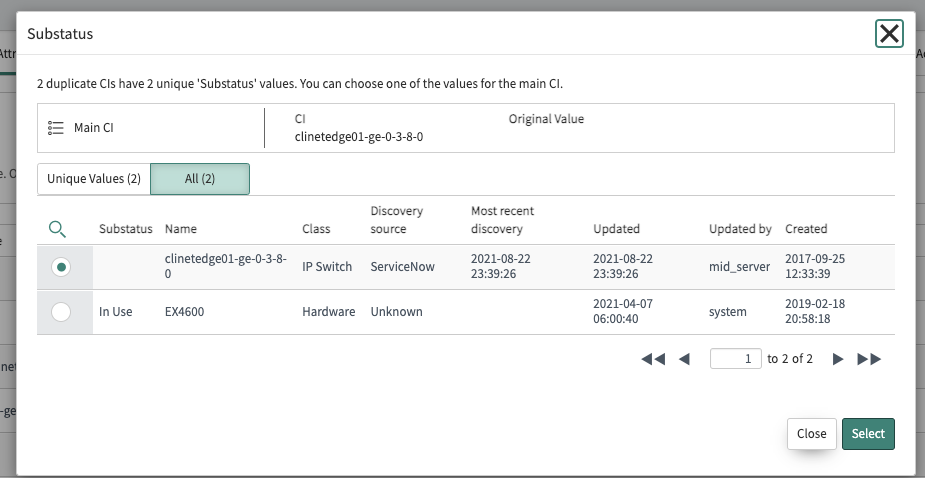 Substatus
Attr
Ac
2 duplicate CIs have 2 unique 'Substatus' values. You can choose one of the values for the main CI.
Main CI
CI
Original Value
clinetedge01-ge-0-3-8-0
e. O
Unique Values (2)
All (2)
e
Substatus
Name
Class
Discovery
source
Most recent
discovery
Updated
Updated by
Created
clinetedge01-ge-0-3-8-
0
IP Switch
ServiceNow
2021-08-22
23:39:26
2021-08-22
23:39:26
mid_server
2017-09-25
12:33:39
In Use
EX4600
Hardware
Unknown
2021-04-07
06:00:40
system
2019-02-18
20:58:18
1 to 2 of 2
net
-ge
Close
Select